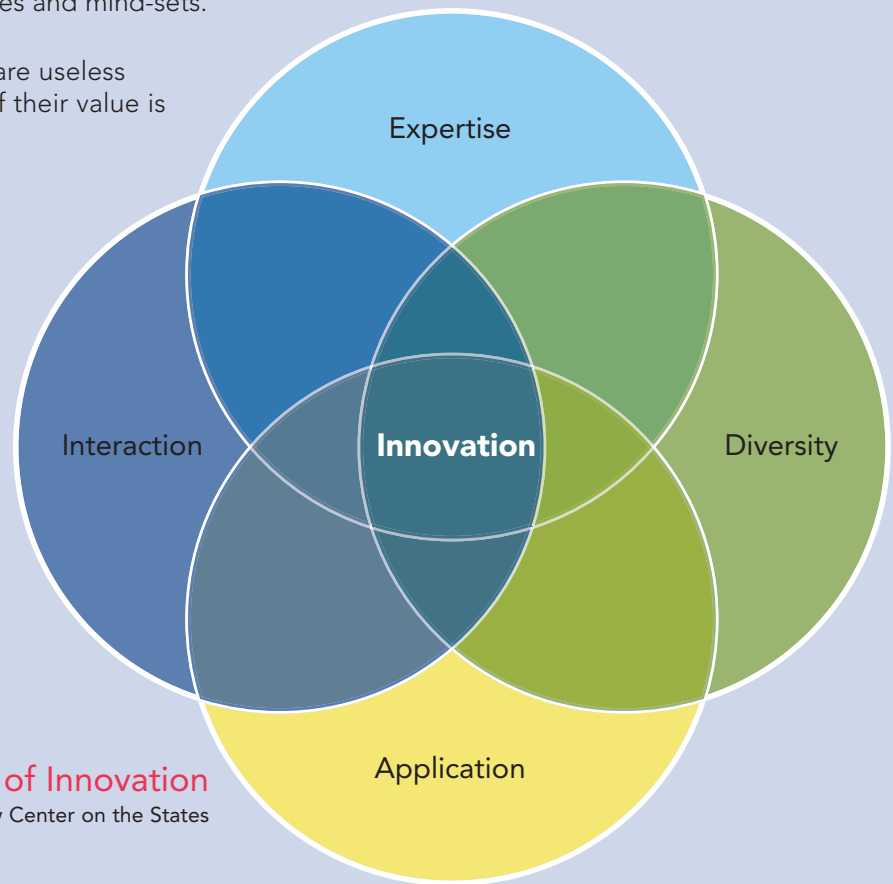 es and mind-sets.
are useless
f their value is
Expertise
Interaction
Innovation
Diversity
Application
of Innovation
Center on the States